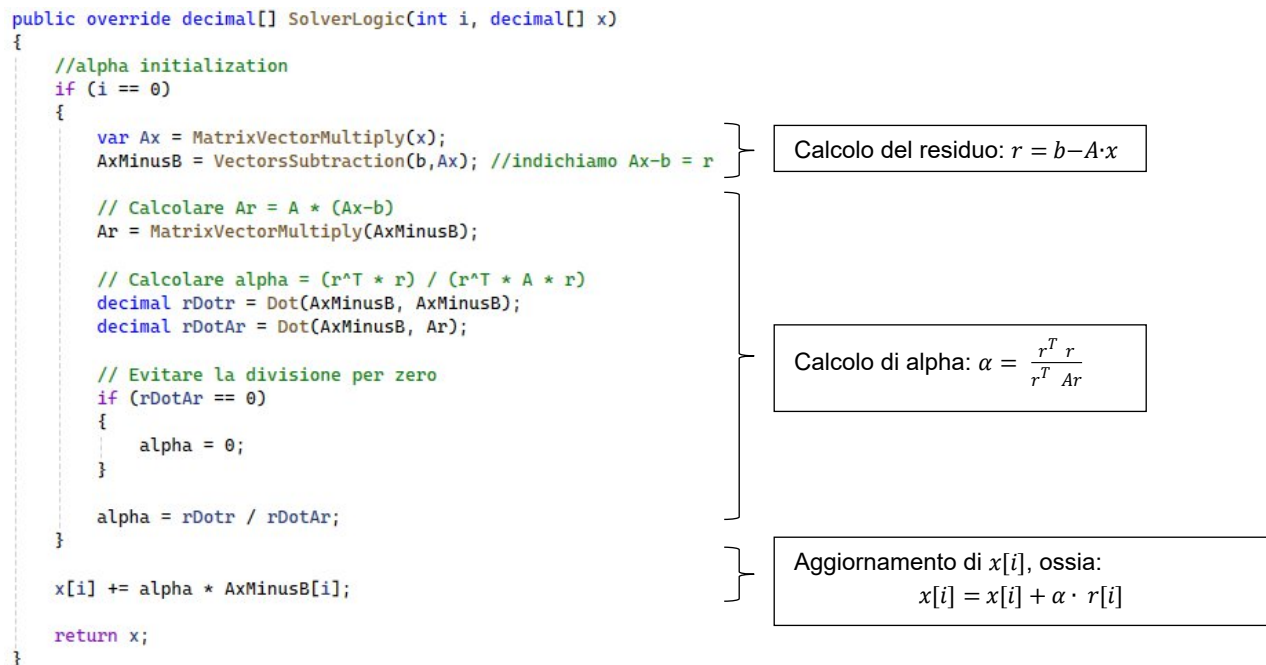 public override decimal[] SolverLogic(int i, decimal[] x)
{
//alpha initialization
if (i == 0)
{
var Ax = MatrixVectorMultiply(x);
AxMinusB = VectorsSubtraction(b,Ax); //indichiamo Ax-b = r
// Calcolare Ar = A * (Ax-b)
Ar = MatrixVectorMultiply(AxMinusB);
// Calcolare alpha = (r^T * r) / (r^T * A * r)
decimal rDotr = Dot(AxMinusB, AxMinusB);
decimal rDotAr = Dot(AxMinusB, Ar);
// Evitare la divisione per zero
if (rDotAr == 0)
{
alpha = 0;
}
alpha = rDotr / rDotAr;
}
x[i] += alpha * AxMinusB[i];
return x;
}
Calcolo del residuo: r = b−A·x
Calcolo di alpha: α = r^T r / r^T Ar
Aggiornamento di x[i], ossia:
x[i] = x[i] + α · r[i]